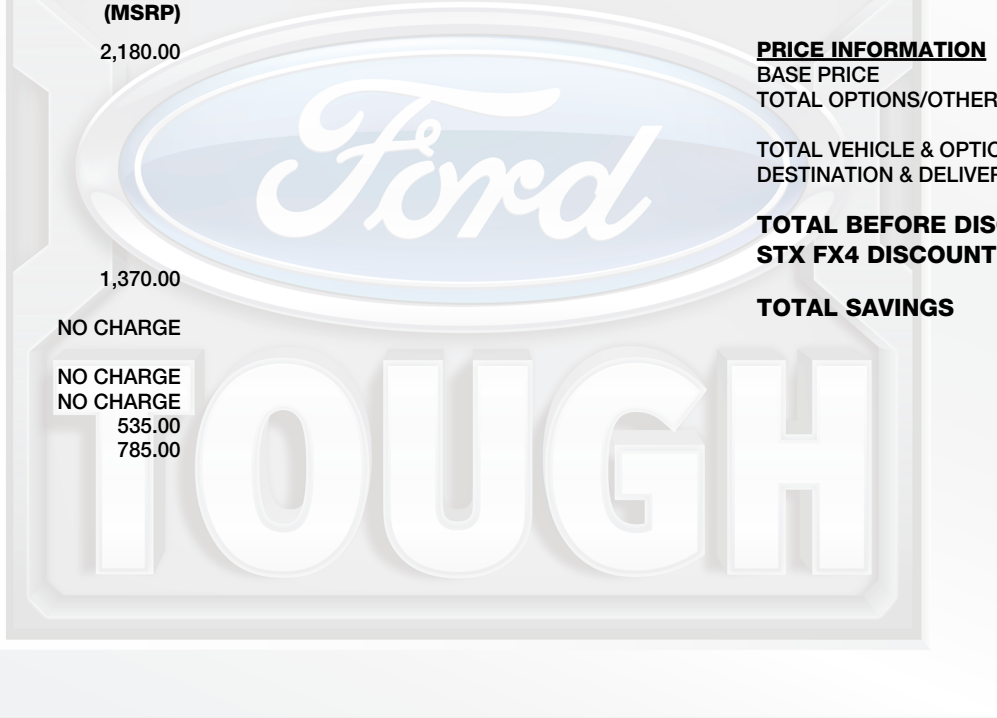 (MSRP)
2,180.00
1,370.00
NO CHARGE
NO CHARGE
NO CHARGE
535.00
785.00
PRICE INFORMATION
BASE PRICE
TOTAL OPTIONS/OTHER
TOTAL VEHICLE & OPTIO
DESTINATION & DELIVER
TOTAL BEFORE DISC
STX FX4 DISCOUNT
TOTAL SAVINGS
Ford
TOUGH